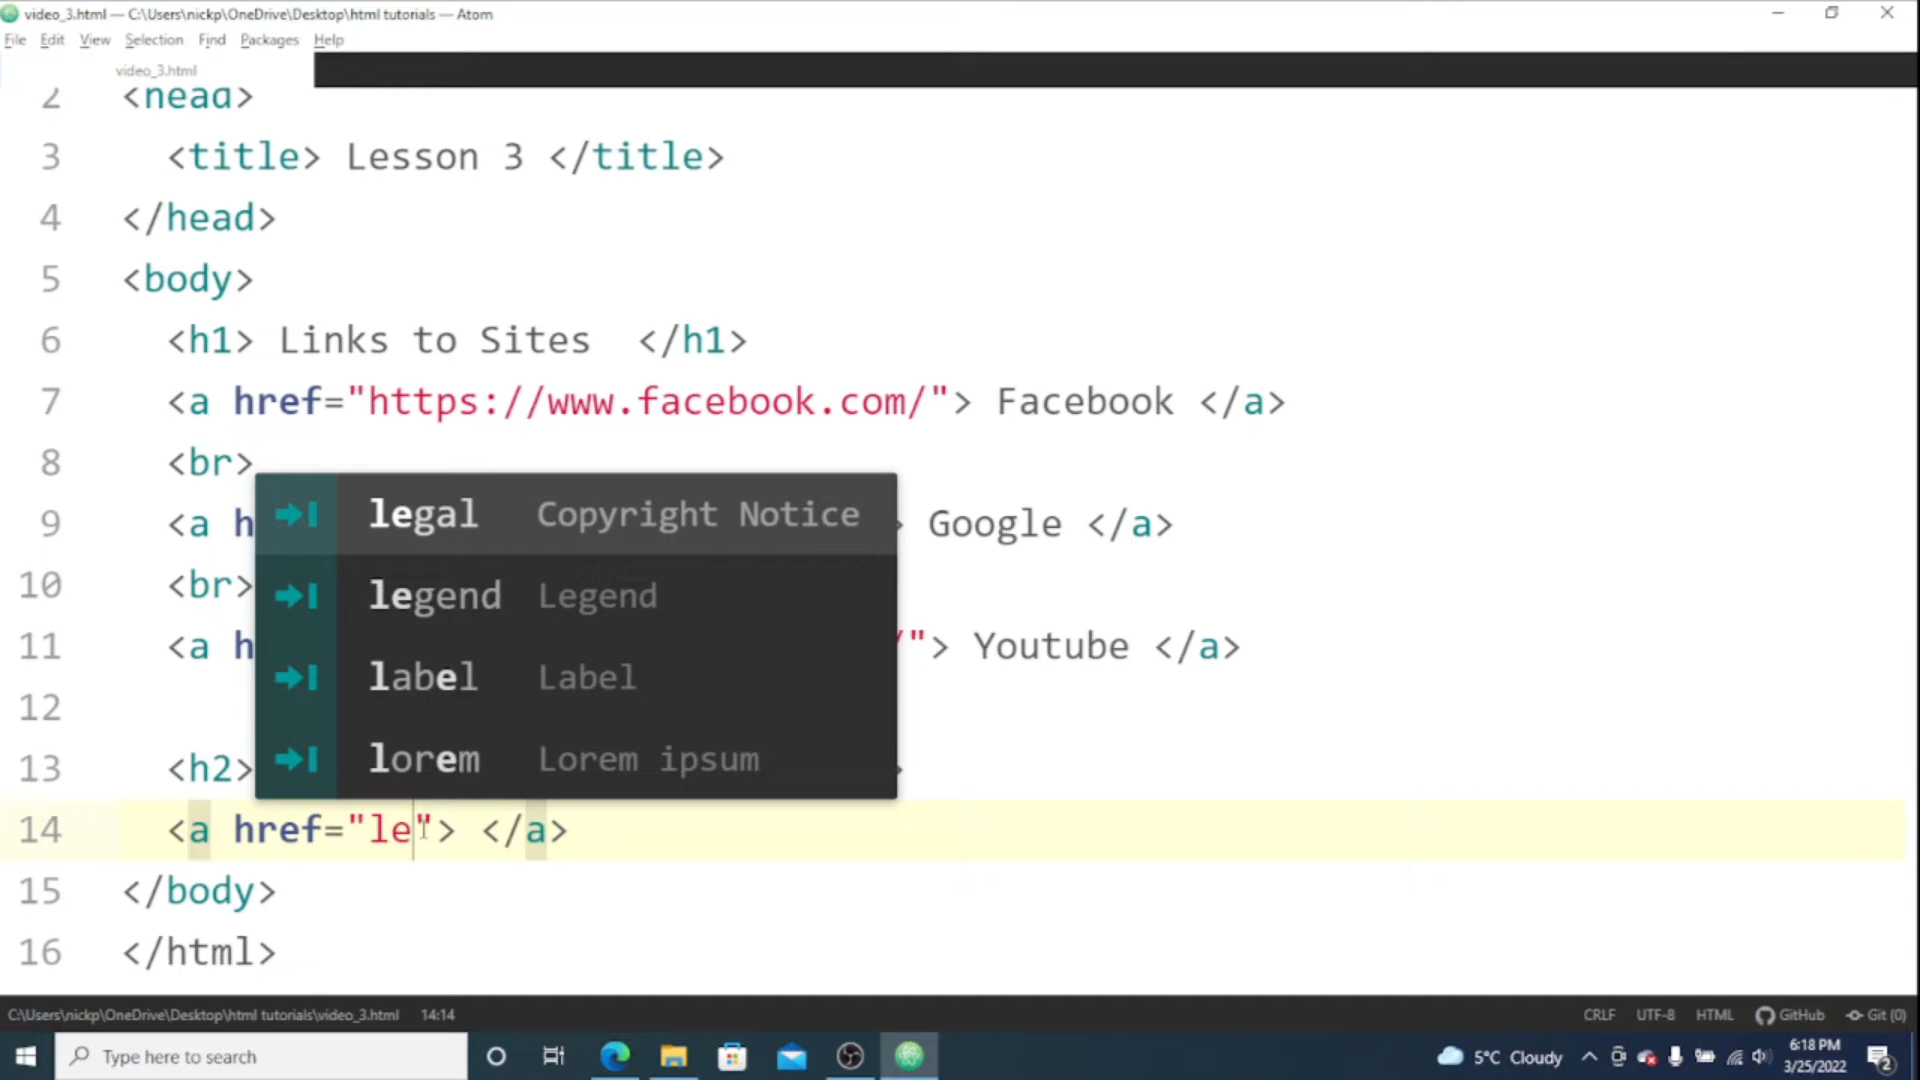 video_3.html — C:\Users\nickp\OneDrive\Desktop\html tutorials — Atom
File Edit View Selection Find Packages Help
video_3.html
2 <head>
3 <title> Lesson 3 </title>
4 </head>
5 <body>
6 <h1> Links to Sites </h1>
7 <a href="https://www.facebook.com/"> Facebook </a>
8 <br>
legal Copyright Notice
9 <a h > Google </a>
legend Legend
10 <br>
11 <a h /"> Youtube </a>
label Label
12
lorem Lorem ipsum
13 <h2> >
14 <a href="le"> </a>
15 </body>
16 </html>
C:\Users\nickp\OneDrive\Desktop\html tutorials\video_3.html 14:14 CRLF UTF-8 HTML GitHub Git (0)
Type here to search 5°C Cloudy 6:18 PM
3/25/2022 2